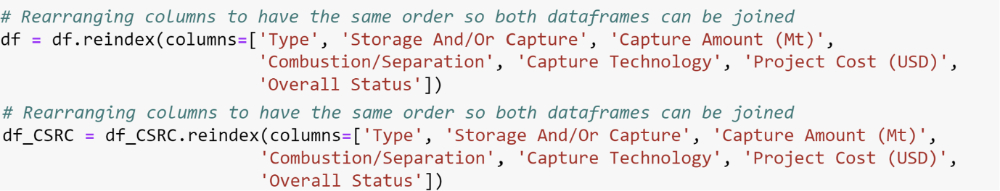 # Rearranging columns to have the same order so both dataframes can be joined
df = df.reindex(columns=['Type', 'Storage And/Or Capture', 'Capture Amount (Mt)',
'Combustion/Separation', 'Capture Technology', 'Project Cost (USD)',
'Overall Status'])
# Rearranging columns to have the same order so both dataframes can be joined
df_CSRC = df_CSRC.reindex(columns=['Type', 'Storage And/Or Capture', 'Capture Amount (Mt)',
'Combustion/Separation', 'Capture Technology', 'Project Cost (USD)',
'Overall Status'])